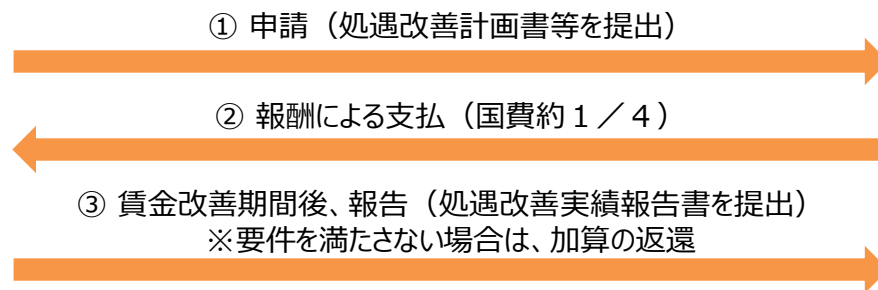 ① 申請（処遇改善計画書等を提出）
② 報酬による支払（国費約１／４）
③ 賃金改善期間後、報告（処遇改善実績報告書を提出）
※要件を満たさない場合は、加算の返還